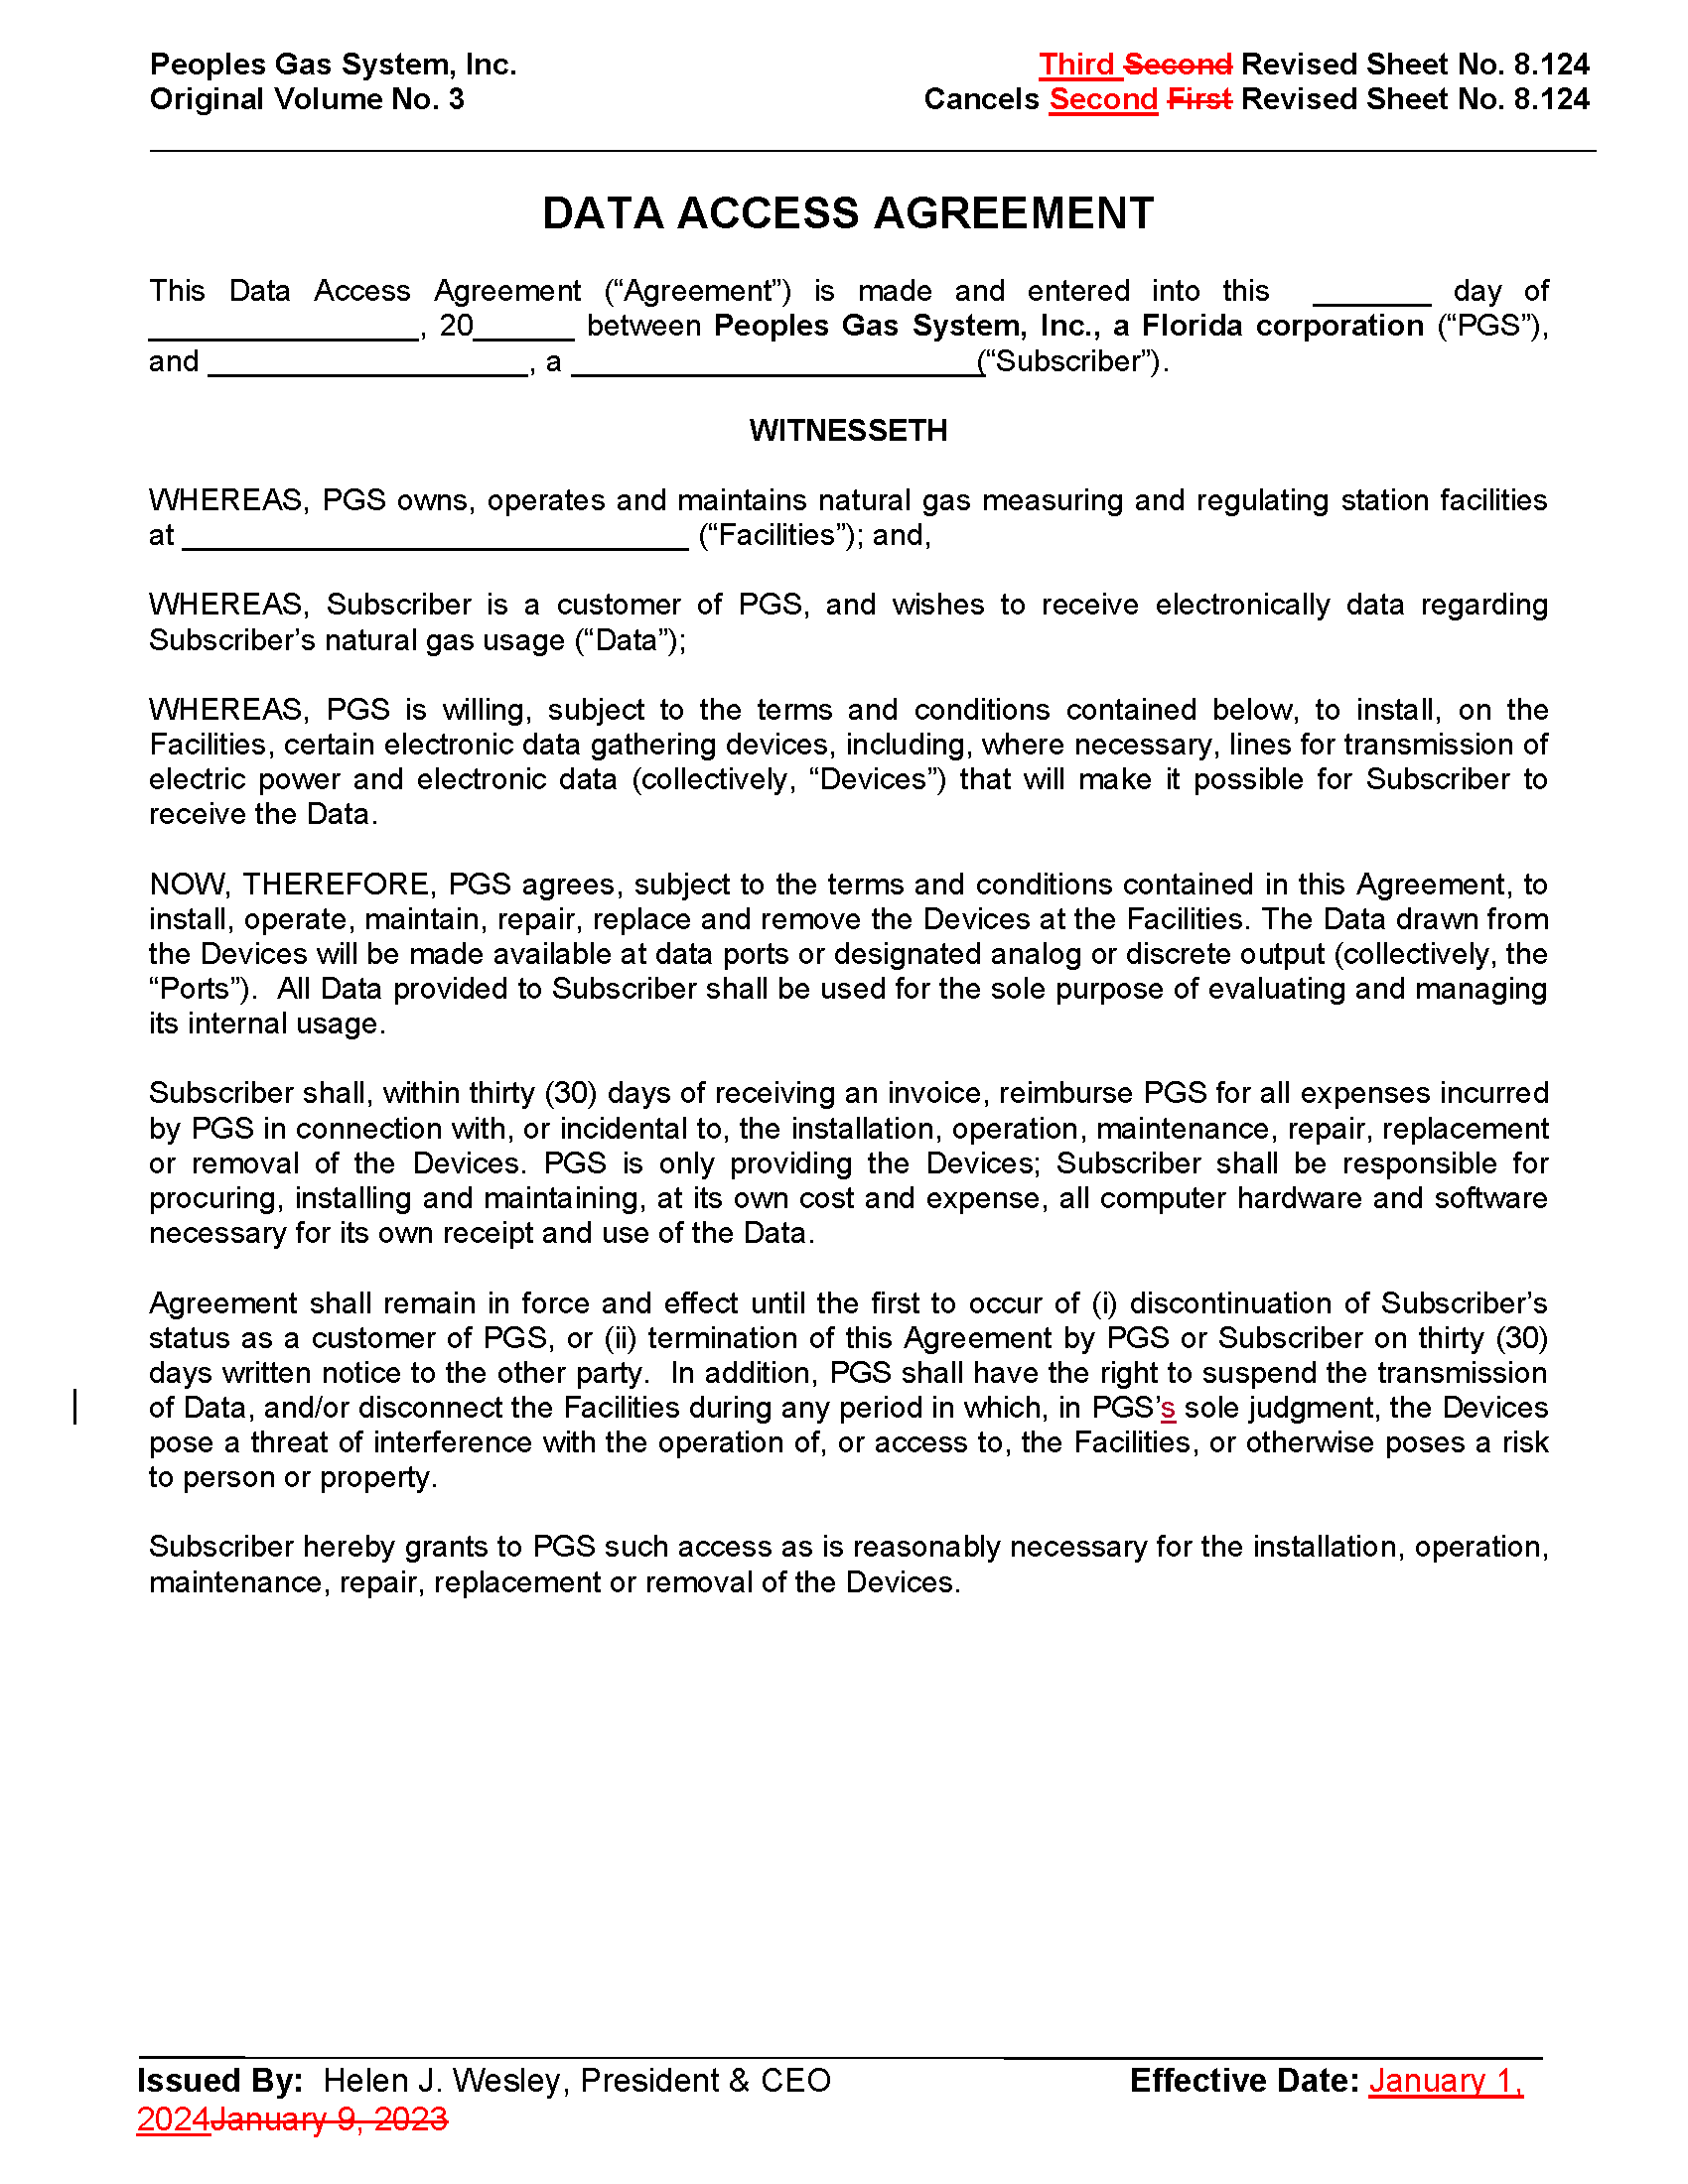 Peoples Gas System, Inc.
Third Second Revised Sheet No. 8.124
Original Volume No. 3
Cancels Second First Revised Sheet No. 8.124
DATA ACCESS AGREEMENT
This Data Access Agreement (“Agreement”) is made and entered into this _______ day of
________________, 20______ between Peoples Gas System, Inc., a Florida corporation (“PGS”),
and ___________________, a _________________________(“Subscriber”).
WITNESSETH
WHEREAS, PGS owns, operates and maintains natural gas measuring and regulating station facilities
at ______________________________ (“Facilities”); and,
WHEREAS, Subscriber is a customer of PGS, and wishes to receive electronically data regarding
Subscriber’s natural gas usage (“Data”);
WHEREAS, PGS is willing, subject to the terms and conditions contained below, to install, on the
Facilities, certain electronic data gathering devices, including, where necessary, lines for transmission of
electric power and electronic data (collectively, “Devices”) that will make it possible for Subscriber to
receive the Data.
NOW, THEREFORE, PGS agrees, subject to the terms and conditions contained in this Agreement, to
install, operate, maintain, repair, replace and remove the Devices at the Facilities. The Data drawn from
the Devices will be made available at data ports or designated analog or discrete output (collectively, the
“Ports”). All Data provided to Subscriber shall be used for the sole purpose of evaluating and managing
its internal usage.
Subscriber shall, within thirty (30) days of receiving an invoice, reimburse PGS for all expenses incurred
by PGS in connection with, or incidental to, the installation, operation, maintenance, repair, replacement
or removal of the Devices. PGS is only providing the Devices; Subscriber shall be responsible for
procuring, installing and maintaining, at its own cost and expense, all computer hardware and software
necessary for its own receipt and use of the Data.
Agreement shall remain in force and effect until the first to occur of (i) discontinuation of Subscriber’s
status as a customer of PGS, or (ii) termination of this Agreement by PGS or Subscriber on thirty (30)
days written notice to the other party. In addition, PGS shall have the right to suspend the transmission
of Data, and/or disconnect the Facilities during any period in which, in PGS’s sole judgment, the Devices
pose a threat of interference with the operation of, or access to, the Facilities, or otherwise poses a risk
to person or property.
Subscriber hereby grants to PGS such access as is reasonably necessary for the installation, operation,
maintenance, repair, replacement or removal of the Devices.
Issued By: Helen J. Wesley, President & CEO
Effective Date: January 1,
2024January 9, 2023